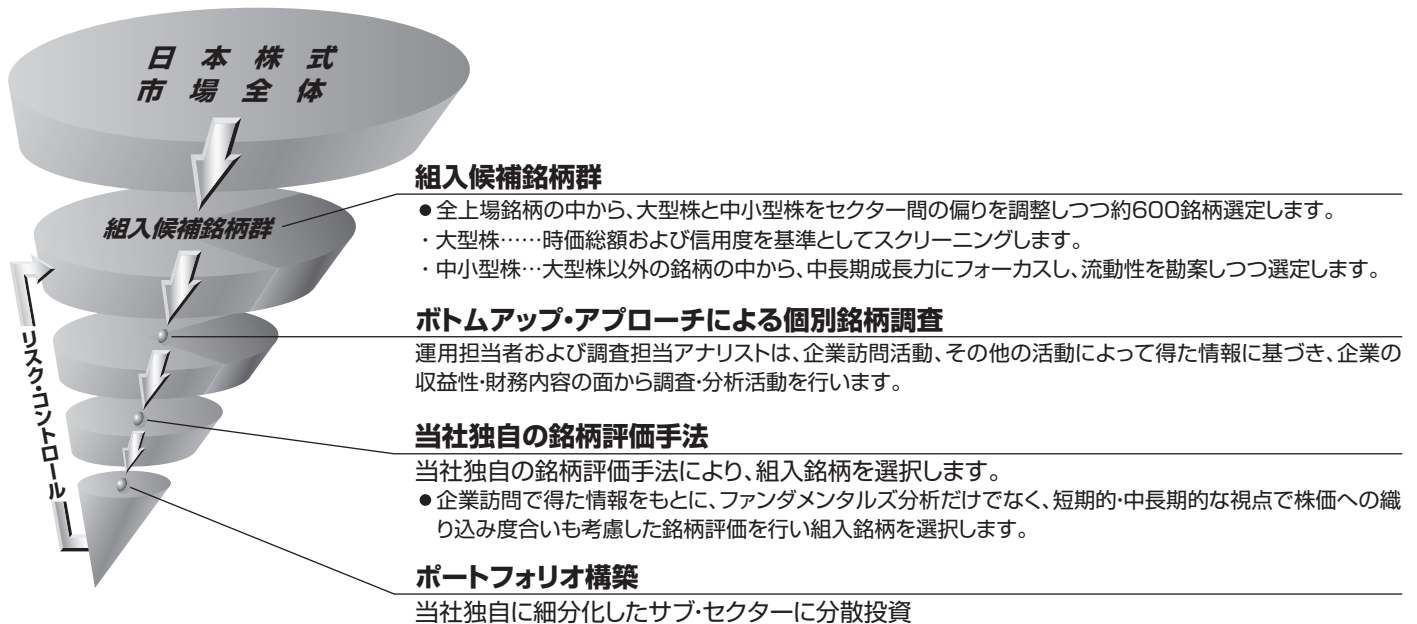 日本株式
市場全体
組入候補銘柄群
リスク・コントロール
組入候補銘柄群
●全上場銘柄の中から、大型株と中小型株をセクター間の偏りを調整しつつ約600銘柄選定します。
・大型株……時価総額および信用度を基準としてスクリーニングします。
・中小型株…大型株以外の銘柄の中から、中長期成長力にフォーカスし、流動性を勘案しつつ選定します。
ボトムアップ・アプローチによる個別銘柄調査
運用担当者および調査担当アナリストは、企業訪問活動、その他の活動によって得た情報に基づき、企業の
収益性・財務内容の面から調査・分析活動を行います。
当社独自の銘柄評価手法
当社独自の銘柄評価手法により、組入銘柄を選択します。
●企業訪問で得た情報をもとに、ファンダメンタルズ分析だけでなく、短期的・中長期的な視点で株価への織
り込み度合いも考慮した銘柄評価を行い組入銘柄を選択します。
ポートフォリオ構築
当社独自に細分化したサブ・セクターに分散投資